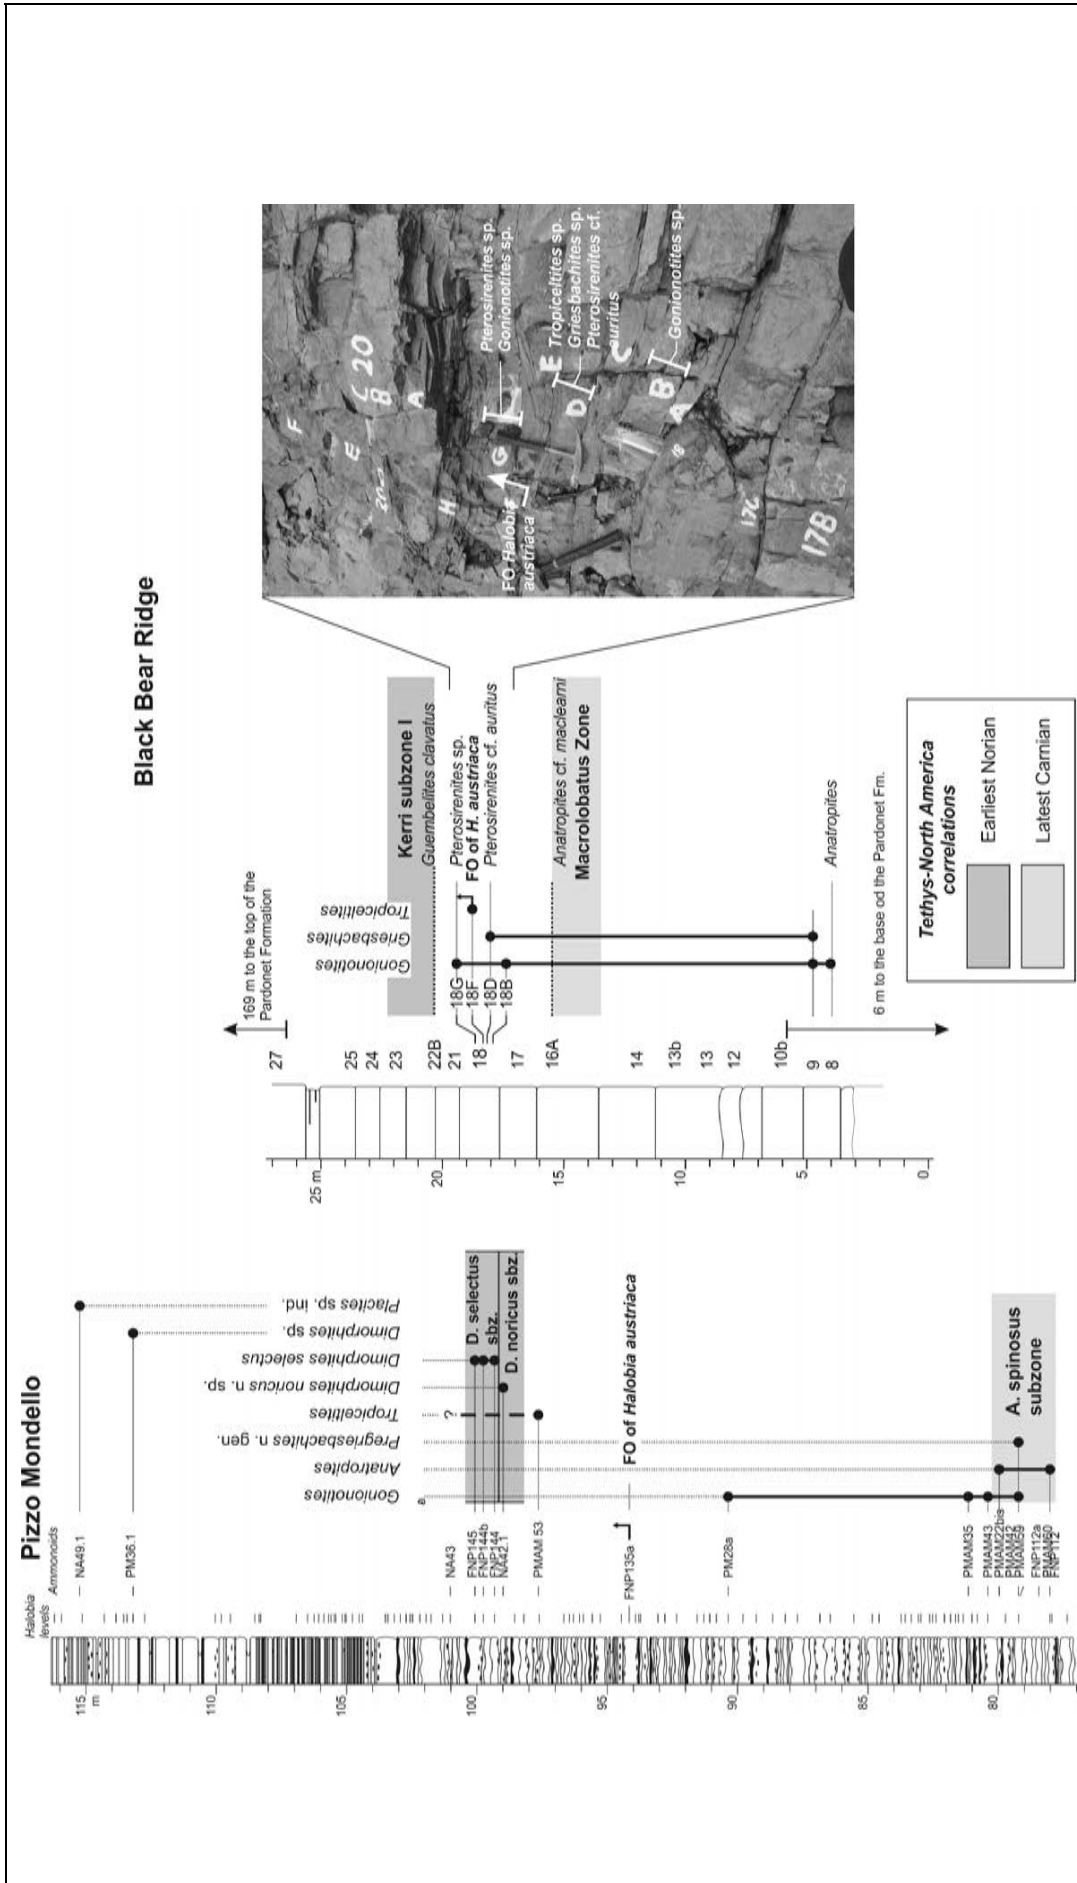 Pizzo Mondello
Halobia
levels
Ammonoids
NA49.1
PM36.1
NA43
FNP145
FNP144b
FNP144
NA42.1
PMAM 53
FNP135a
PM28a
PMAM35
PMAM43
PMAM22bis
PMAM42
PMAM59
FNP112a
PMAM60
FNP112
115
m
110
105
100
95
90
85
80
Placites sp. ind.
Dimorphites sp.
Dimorphites selectus
Dimorphites noricus n. sp.
Tropiceltites
Pregriesbachites n. gen.
Anatropites
Gonionotites
?
D. selectus
sbz.
D. noricus sbz.
FO of Halobia austriaca
A. spinosus
subzone
Black Bear Ridge
169 m to the top of the
Pardonet Formation
27
25
24
23
22B
21
18
17
16A
14
13b
13
12
10b
9
8
18G
18F
18D
18B
25 m
20
15
10
5
0
Tropiceltites
Griesbachites
Gonionotites
Kerri subzone I
Guembelites clavatus
Pterosirenites sp.
FO of H. austriaca
Pterosirenites cf. auritus
Anatropites cf. macleami
Macrolobatus Zone
Anatropites
6 m to the base od the Pardonet Fm.
F
E
C 20
B
A
H
G
Pterosirenites sp.
Gonionotites sp.
FO Halobia
austriaca
D
E
Tropiceltites sp.
Griesbachites sp.
Pterosirenites cf.
auritus
C
B
A
Gonionotites sp.
18
17C
17B
Tethys-North America
correlations
Earliest Norian
Latest Carnian